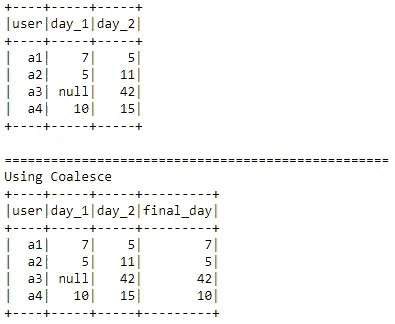 +----+-----+-----+
|user|day_1|day_2|
+----+-----+-----+
|  a1|    7|    5|
|  a2|    5|   11|
|  a3| null|   42|
|  a4|   10|   15|
+----+-----+-----+
==================================================
Using Coalesce
+----+-----+-----+---------+
|user|day_1|day_2|final_day|
+----+-----+-----+---------+
|  a1|    7|    5|        7|
|  a2|    5|   11|        5|
|  a3| null|   42|       42|
|  a4|   10|   15|       10|
+----+-----+-----+---------+